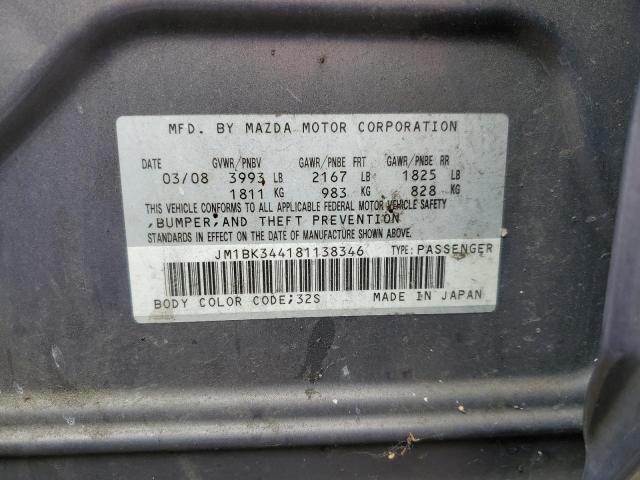 MFD. BY MAZDA MOTOR CORPORATION
DATE GVWR/PNBV GAWR/PNBE FRT GAWR/PNBE RR
03/08 3993 LB 2167 LB 1825 LB
1811 KG 983 KG 828 KG
THIS VEHICLE CONFORMS TO ALL APPLICABLE FEDERAL MOTOR VEHICLE SAFETY
,BUMPER,AND THEFT PREVENTION
STANDARDS IN EFFECT ON THE DATE OF MANUFACTURE SHOWN ABOVE.
JM1BK344181138346 TYPE:PASSENGER
BODY COLOR CODE;32S MADE IN JAPAN